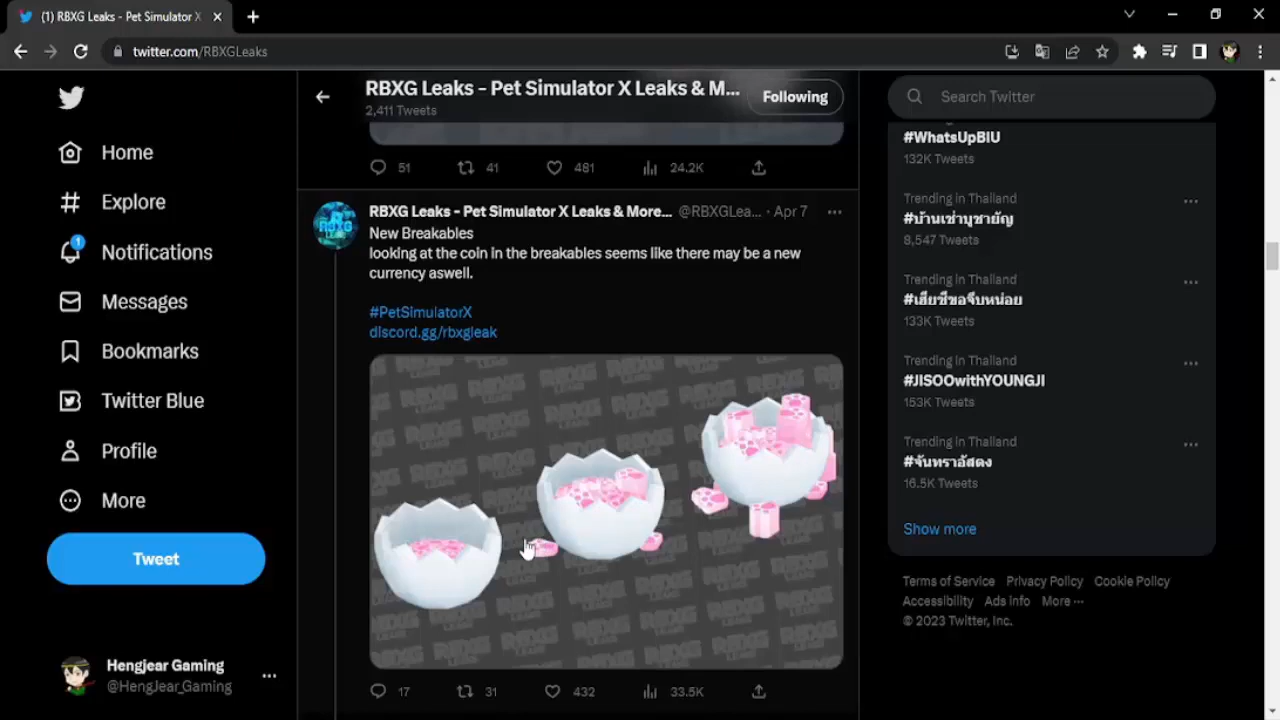 (1) RBXG Leaks - Pet Simulator X
twitter.com/RBXGLeaks
Home
Explore
1
Notifications
Messages
Bookmarks
Twitter Blue
Profile
More
Tweet
Hengjear Gaming
@HengJear_Gaming
RBXG Leaks - Pet Simulator X Leaks & M...
2,411 Tweets
Following
51
41
481
24.2K
RBXG Leaks - Pet Simulator X Leaks & More... @RBXGLea... · Apr 7
New Breakables
looking at the coin in the breakables seems like there may be a new
currency aswell.
#PetSimulatorX
discord.gg/rbxgleak
17
31
432
33.5K
Search Twitter
#WhatsUpBIU
132K Tweets
Trending in Thailand
#บ้านเช่าบูชายัญ
8,547 Tweets
Trending in Thailand
#เฮียซีขอจีบหน่อย
133K Tweets
Trending in Thailand
#JISOOwithYOUNGJI
153K Tweets
Trending in Thailand
#จันทราอัสดง
16.5K Tweets
Show more
Terms of Service Privacy Policy Cookie Policy
Accessibility Ads info More ···
© 2023 Twitter, Inc.